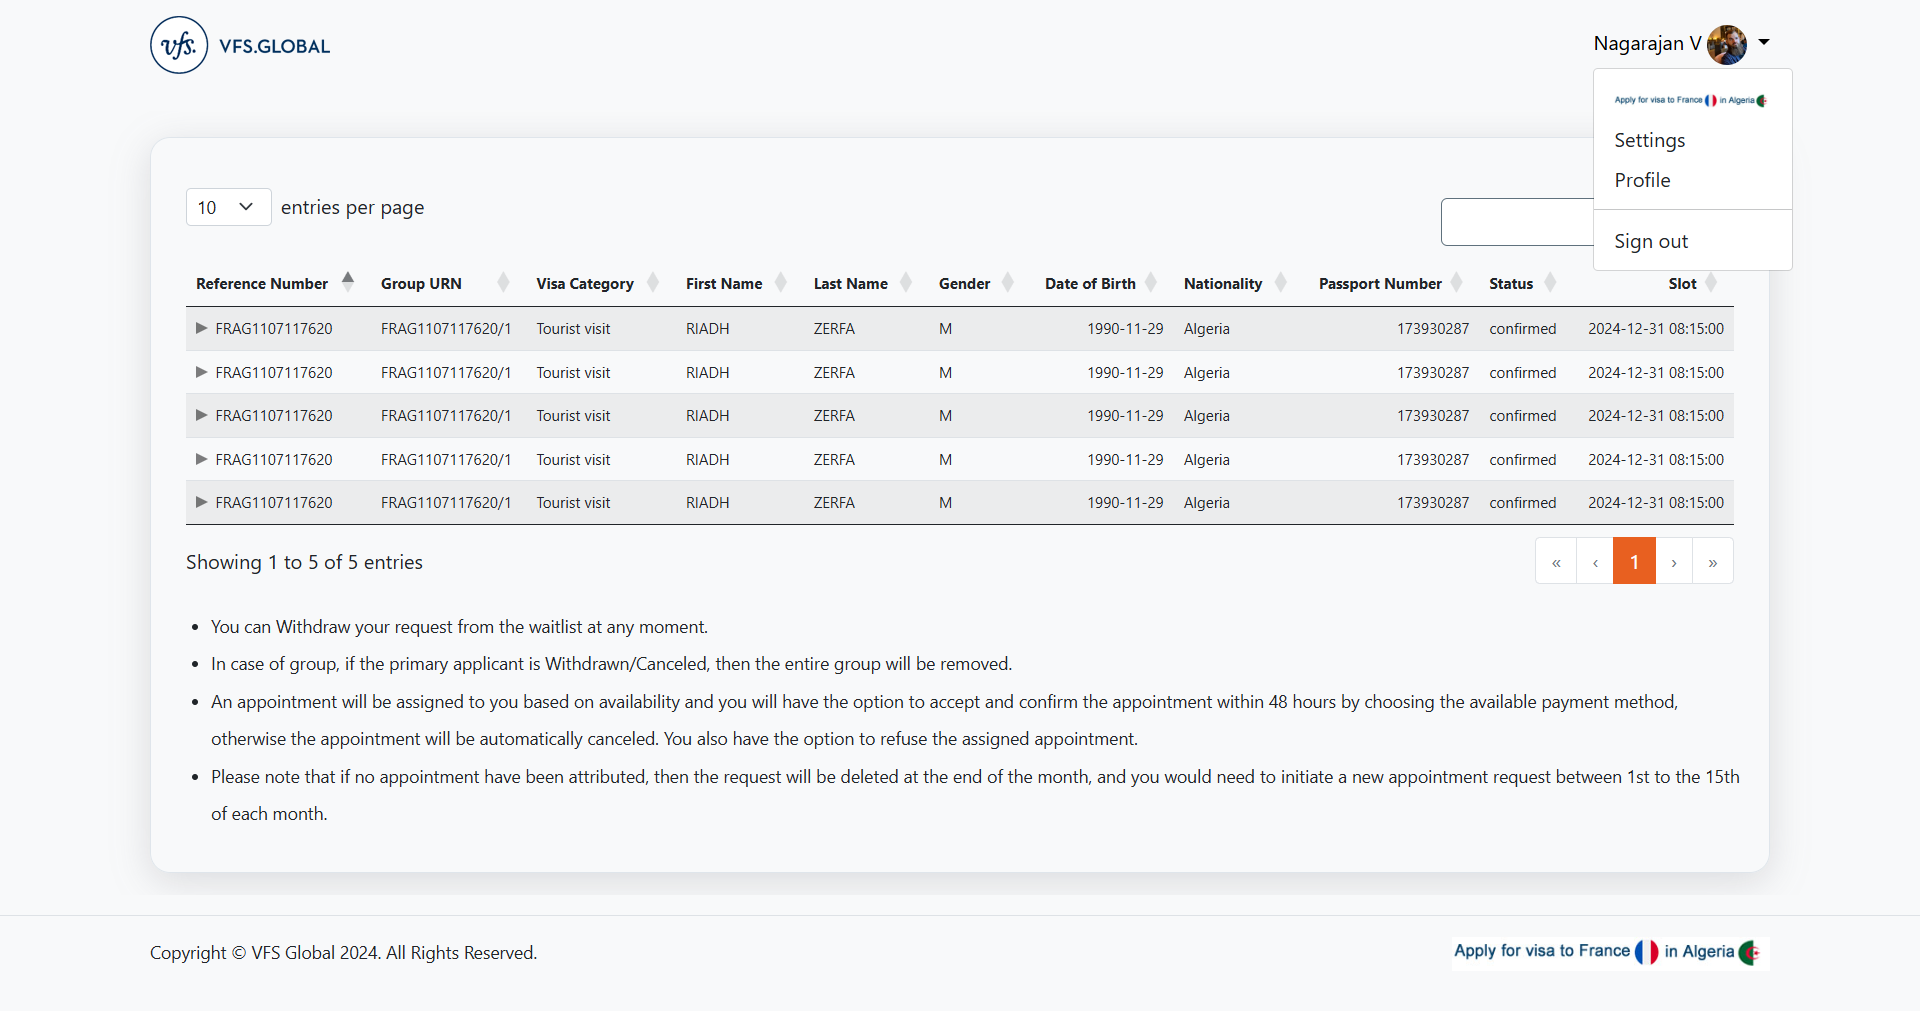 vfs. VFS.GLOBAL
Nagarajan V
Apply for visa to France in Algeria
Settings
Profile
Sign out
10 entries per page
Reference Number Group URN Visa Category First Name Last Name Gender Date of Birth Nationality Passport Number Status Slot
FRAG1107117620 FRAG1107117620/1 Tourist visit RIADH ZERFA M 1990-11-29 Algeria 173930287 confirmed 2024-12-31 08:15:00
FRAG1107117620 FRAG1107117620/1 Tourist visit RIADH ZERFA M 1990-11-29 Algeria 173930287 confirmed 2024-12-31 08:15:00
FRAG1107117620 FRAG1107117620/1 Tourist visit RIADH ZERFA M 1990-11-29 Algeria 173930287 confirmed 2024-12-31 08:15:00
FRAG1107117620 FRAG1107117620/1 Tourist visit RIADH ZERFA M 1990-11-29 Algeria 173930287 confirmed 2024-12-31 08:15:00
FRAG1107117620 FRAG1107117620/1 Tourist visit RIADH ZERFA M 1990-11-29 Algeria 173930287 confirmed 2024-12-31 08:15:00
Showing 1 to 5 of 5 entries
« ‹ 1 › »
• You can Withdraw your request from the waitlist at any moment.
• In case of group, if the primary applicant is Withdrawn/Canceled, then the entire group will be removed.
• An appointment will be assigned to you based on availability and you will have the option to accept and confirm the appointment within 48 hours by choosing the available payment method,
otherwise the appointment will be automatically canceled. You also have the option to refuse the assigned appointment.
• Please note that if no appointment have been attributed, then the request will be deleted at the end of the month, and you would need to initiate a new appointment request between 1st to the 15th
of each month.
Copyright © VFS Global 2024. All Rights Reserved.
Apply for visa to France in Algeria